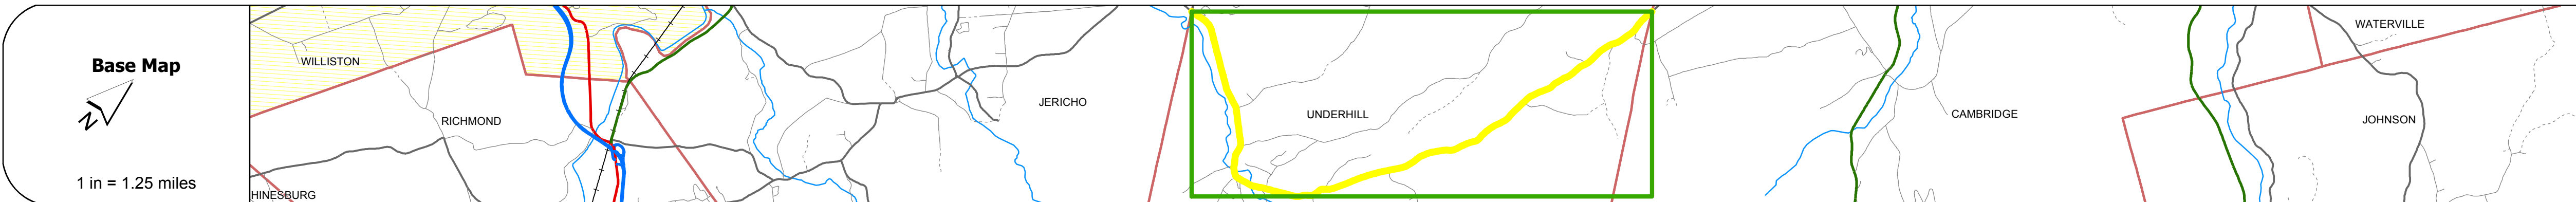 Base Map
N
1 in = 1.25 miles
WILLISTON
RICHMOND
HINESBURG
JERICHO
UNDERHILL
CAMBRIDGE
WATERVILLE
JOHNSON